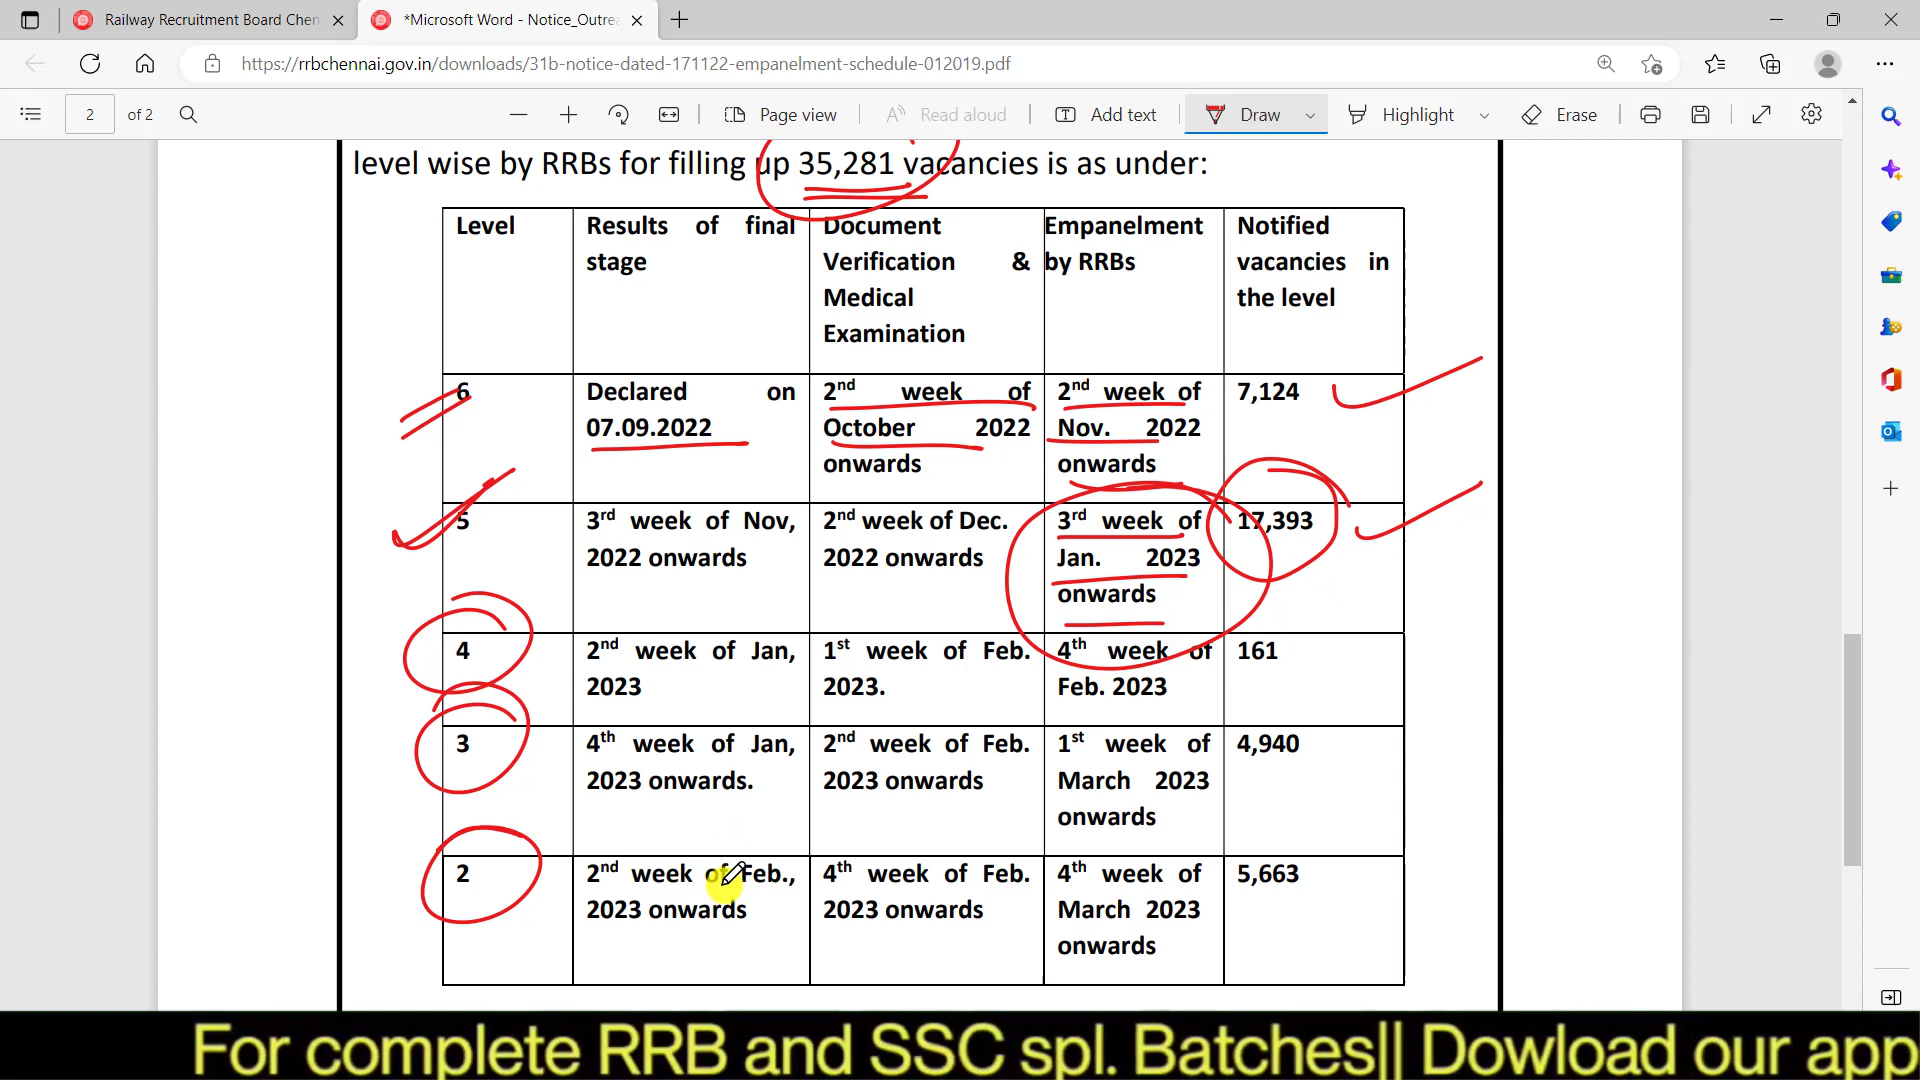 Railway Recruitment Board Chen
*Microsoft Word - Notice_Outrea
https://rrbchennai.gov.in/downloads/31b-notice-dated-171122-empanelment-schedule-012019.pdf
2 of 2
Page view
Read aloud
Add text
Draw
Highlight
Erase
level wise by RRBs for filling up 35,281 vacancies is as under:
Level
Results of final
stage
Document
Verification &
Medical
Examination
Empanelment
by RRBs
Notified
vacancies in
the level
6
Declared on
07.09.2022
2nd week of
October 2022
onwards
2nd week of
Nov. 2022
onwards
7,124
5
3rd week of Nov,
2022 onwards
2nd week of Dec.
2022 onwards
3rd week of
Jan. 2023
onwards
17,393
4
2nd week of Jan,
2023
1st week of Feb.
2023.
4th week of
Feb. 2023
161
3
4th week of Jan,
2023 onwards.
2nd week of Feb.
2023 onwards
1st week of
March 2023
onwards
4,940
2
2nd week of Feb.,
2023 onwards
4th week of Feb.
2023 onwards
4th week of
March 2023
onwards
5,663
For complete RRB and SSC spl. Batches|| Dowload our app